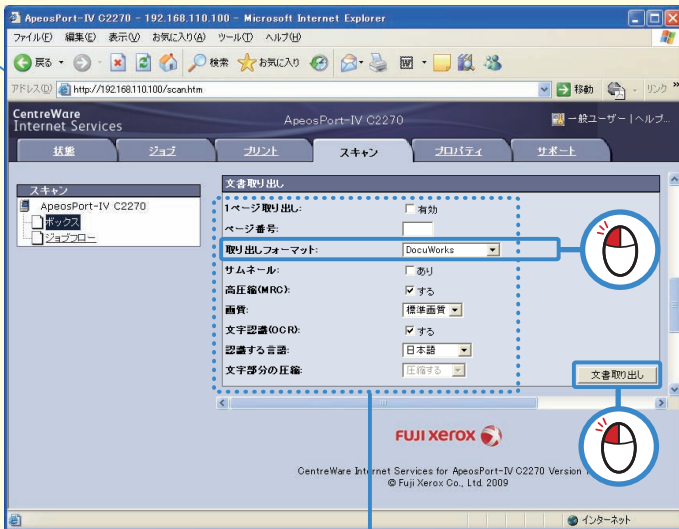 ApeosPort-IV C2270 - 192.168.110.100 - Microsoft Internet Explorer
ファイル(F) 編集(E) 表示(V) お気に入り(A) ツール(T) ヘルプ(H)
戻る 検索 お気に入り
アドレス(D) http://192.168.110.100/scan.htm 移動 リンク »
CentreWare
Internet Services
ApeosPort-IV C2270
一般ユーザー | ヘルプ...
状態 ジョブ プリント スキャン プロパティ サポート
スキャン
ApeosPort-IV C2270
ボックス
ジョブフロー
文書取り出し
1ページ取り出し: 有効
ページ番号:
取り出しフォーマット: DocuWorks
サムネール: あり
高圧縮(MRC): する
画質: 標準画質
文字認識(OCR): する
認識する言語: 日本語
文字部分の圧縮: 圧縮する
文書取り出し
FUJI XEROX
CentreWare Internet Services for ApeosPort-IV C2270 Version 1
© Fuji Xerox Co., Ltd. 2009
インターネット